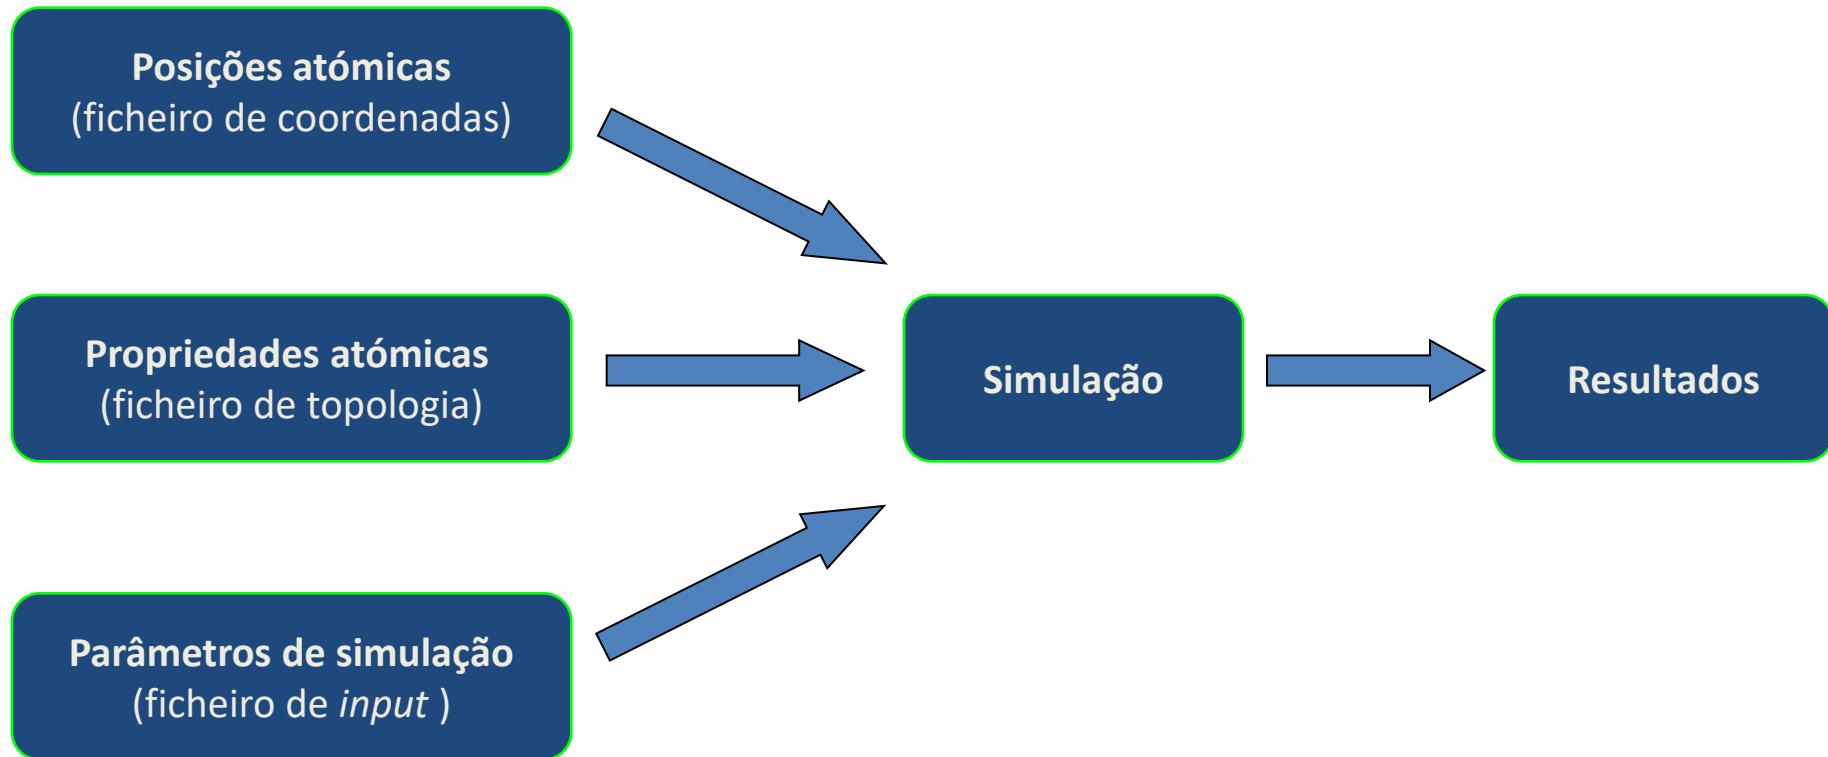 Posições atómicas
(ficheiro de coordenadas)
Propriedades atómicas
(ficheiro de topologia)
Simulação
Resultados
Parâmetros de simulação
(ficheiro de input )